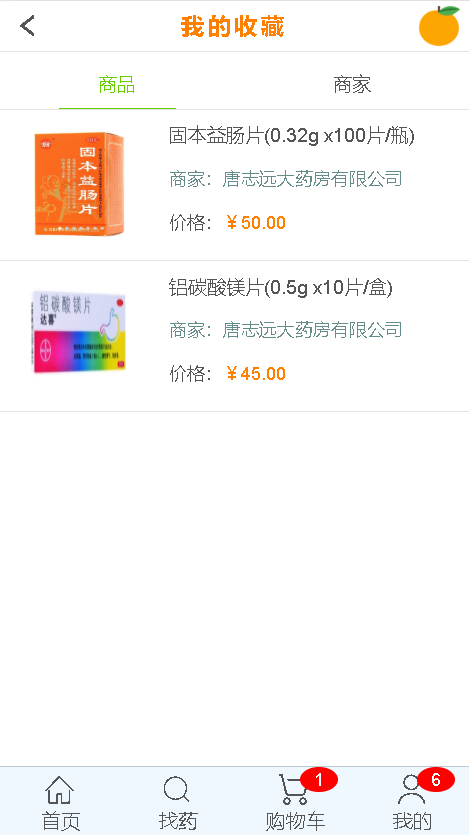 我的收藏
商品
商家
固本益肠片
固本益肠片(0.32g x100片/瓶)
商家：唐志远大药房有限公司
价格：￥50.00
铝碳酸镁片
达喜
铝碳酸镁片(0.5g x10片/盒)
商家：唐志远大药房有限公司
价格：￥45.00
首页
找药
1
购物车
6
我的